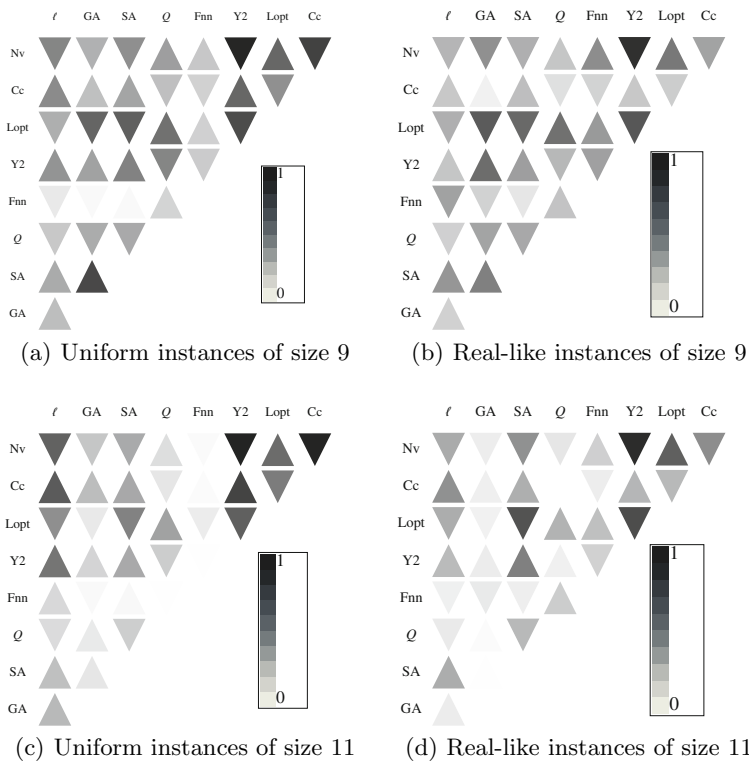 ℓ GA SA Q Fnn Y2 Lopt Cc
Nv
Cc
Lopt
Y2
Fnn
Q
SA
GA
1
0
(a) Uniform instances of size 9
ℓ GA SA Q Fnn Y2 Lopt Cc
Nv
Cc
Lopt
Y2
Fnn
Q
SA
GA
1
0
(b) Real-like instances of size 9
ℓ GA SA Q Fnn Y2 Lopt Cc
Nv
Cc
Lopt
Y2
Fnn
Q
SA
GA
1
0
(c) Uniform instances of size 11
ℓ GA SA Q Fnn Y2 Lopt Cc
Nv
Cc
Lopt
Y2
Fnn
Q
SA
GA
1
0
(d) Real-like instances of size 11